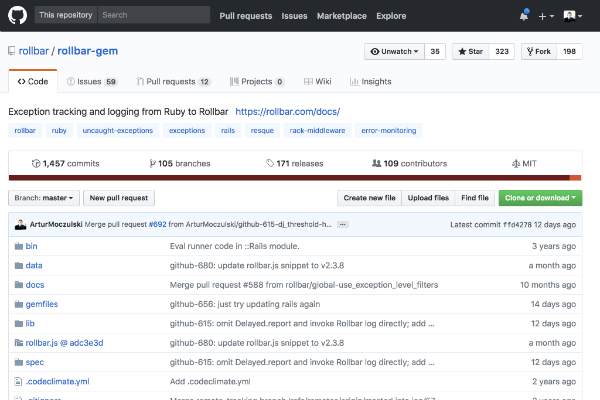 This repository Search Pull requests Issues Marketplace Explore
rollbar / rollbar-gem Unwatch 35 Star 323 Fork 198
Code Issues 59 Pull requests 12 Projects 0 Wiki Insights
Exception tracking and logging from Ruby to Rollbar https://rollbar.com/docs/
rollbar ruby uncaught-exceptions exceptions rails resque rack-middleware error-monitoring
1,457 commits 105 branches 171 releases 109 contributors MIT
Branch: master New pull request Create new file Upload files Find file Clone or download
ArturMoczulski Merge pull request #692 from ArturMoczulski/github-615-dj_threshold-h... Latest commit ffd4278 12 days ago
bin Eval runner code in ::Rails module. 3 years ago
data github-680: update rollbar.js snippet to v2.3.8 a month ago
docs Merge pull request #588 from rollbar/global-use_exception_level_filters 10 months ago
gemfiles github-656: just try updating rails again 14 days ago
lib github-615: omit Delayed.report and invoke Rollbar log directly; add ... 12 days ago
rollbar.js @ adc3e3d github-680: update rollbar.js snippet to v2.3.8 a month ago
spec github-615: omit Delayed.report and invoke Rollbar log directly; add ... 12 days ago
.codeclimate.yml Add .codeclimate.yml 2 years ago